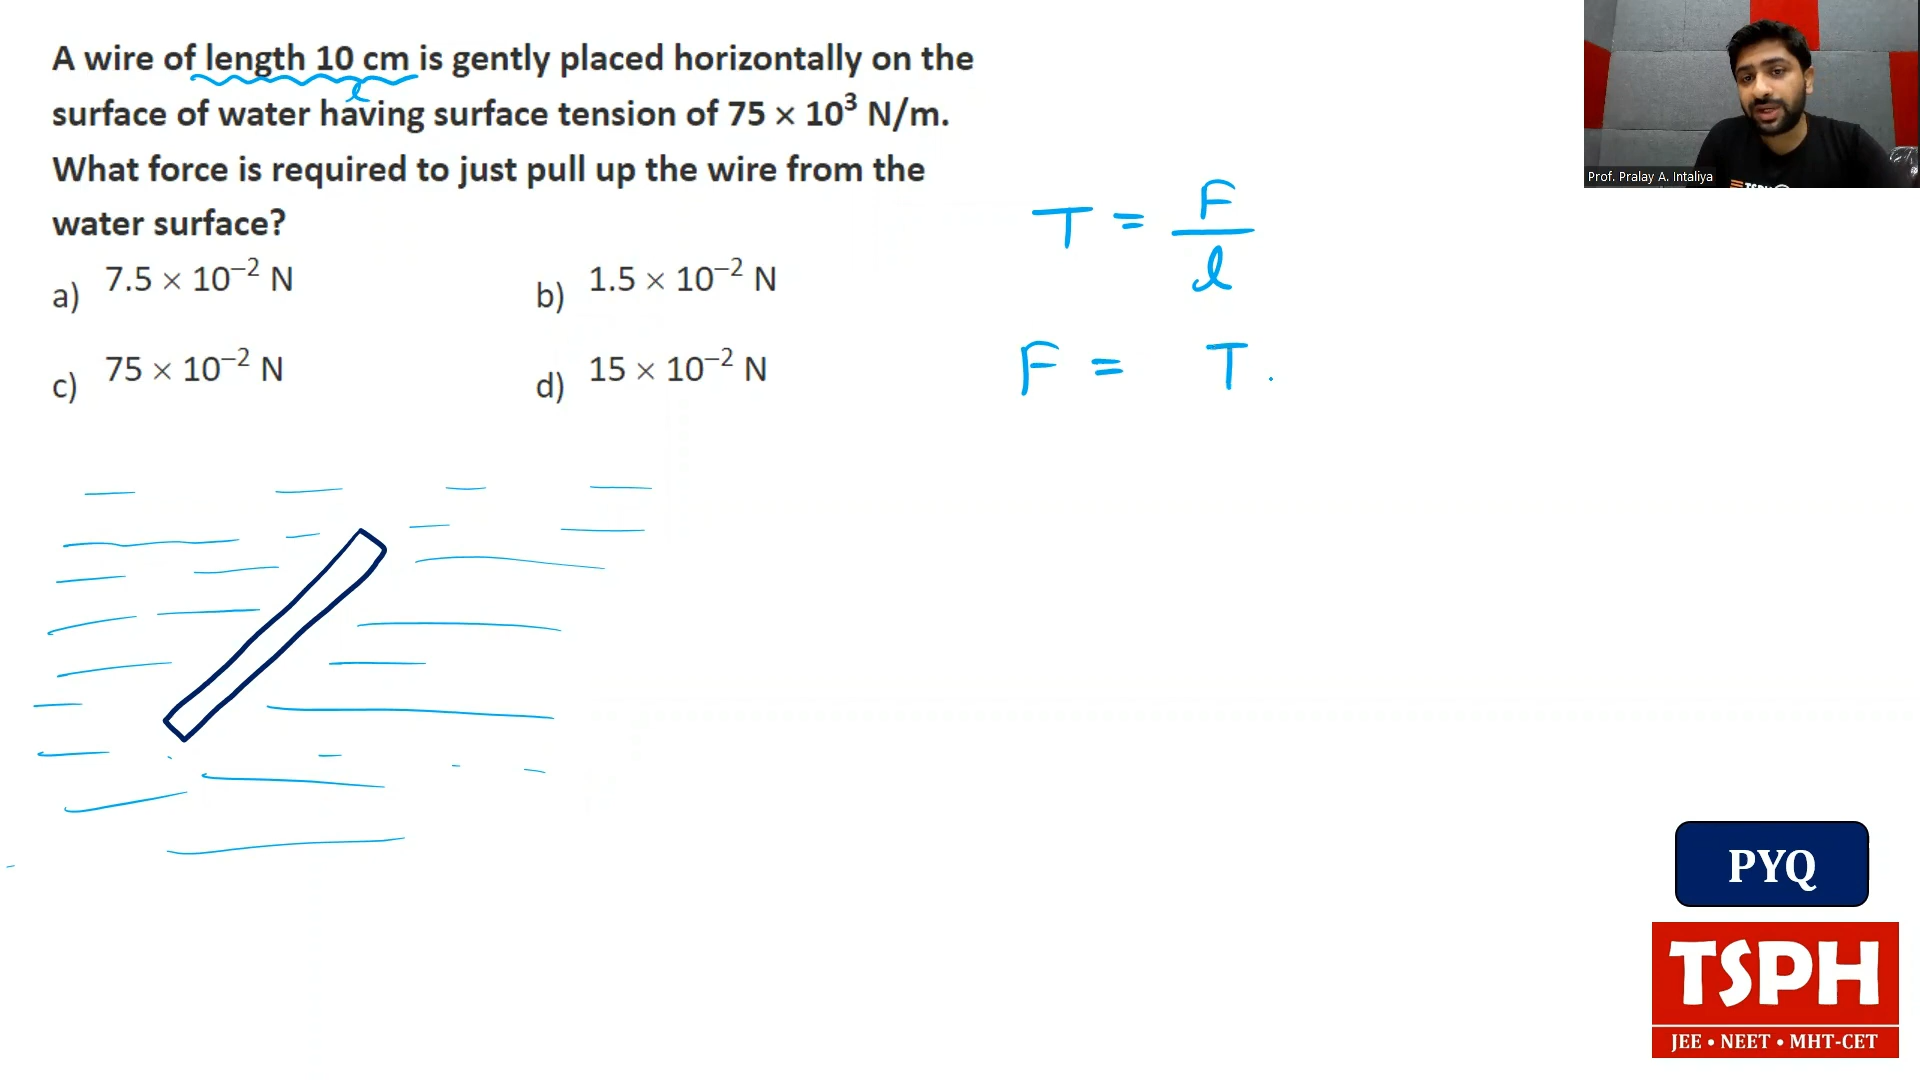 A wire of length 10 cm is gently placed horizontally on the
l
surface of water having surface tension of 75 × 10³ N/m.
What force is required to just pull up the wire from the
water surface?
a) 7.5 × 10⁻² N
b) 1.5 × 10⁻² N
c) 75 × 10⁻² N
d) 15 × 10⁻² N
T = F / l
F = T .
Prof. Pralay A. Intaliya
PYQ
TSPH
JEE • NEET • MHT-CET